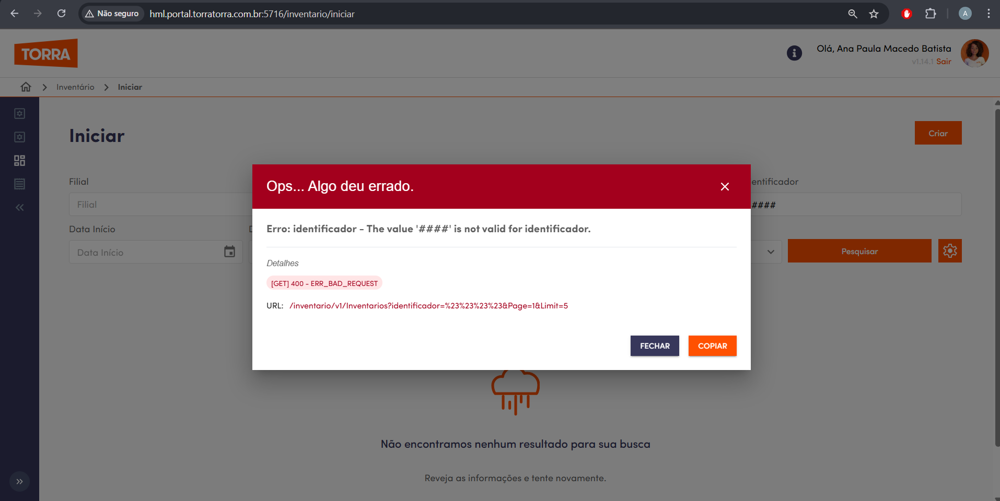 Não seguro
hml.portal.torratorra.com.br:5716/inventario/iniciar
A
TORRA
Olá, Ana Paula Macedo Batista
v1.14.1 Sair
Inventário
Iniciar
Iniciar
Criar
Filial
entificador
Filial
####
Data Início
Data Início
Pesquisar
Ops... Algo deu errado.
Erro: identificador - The value '####' is not valid for identificador.
Detalhes
[GET] 400 - ERR_BAD_REQUEST
URL: /inventario/v1/Inventarios?identificador=%23%23%23%23&Page=1&Limit=5
FECHAR
COPIAR
Não encontramos nenhum resultado para sua busca
Reveja as informações e tente novamente.